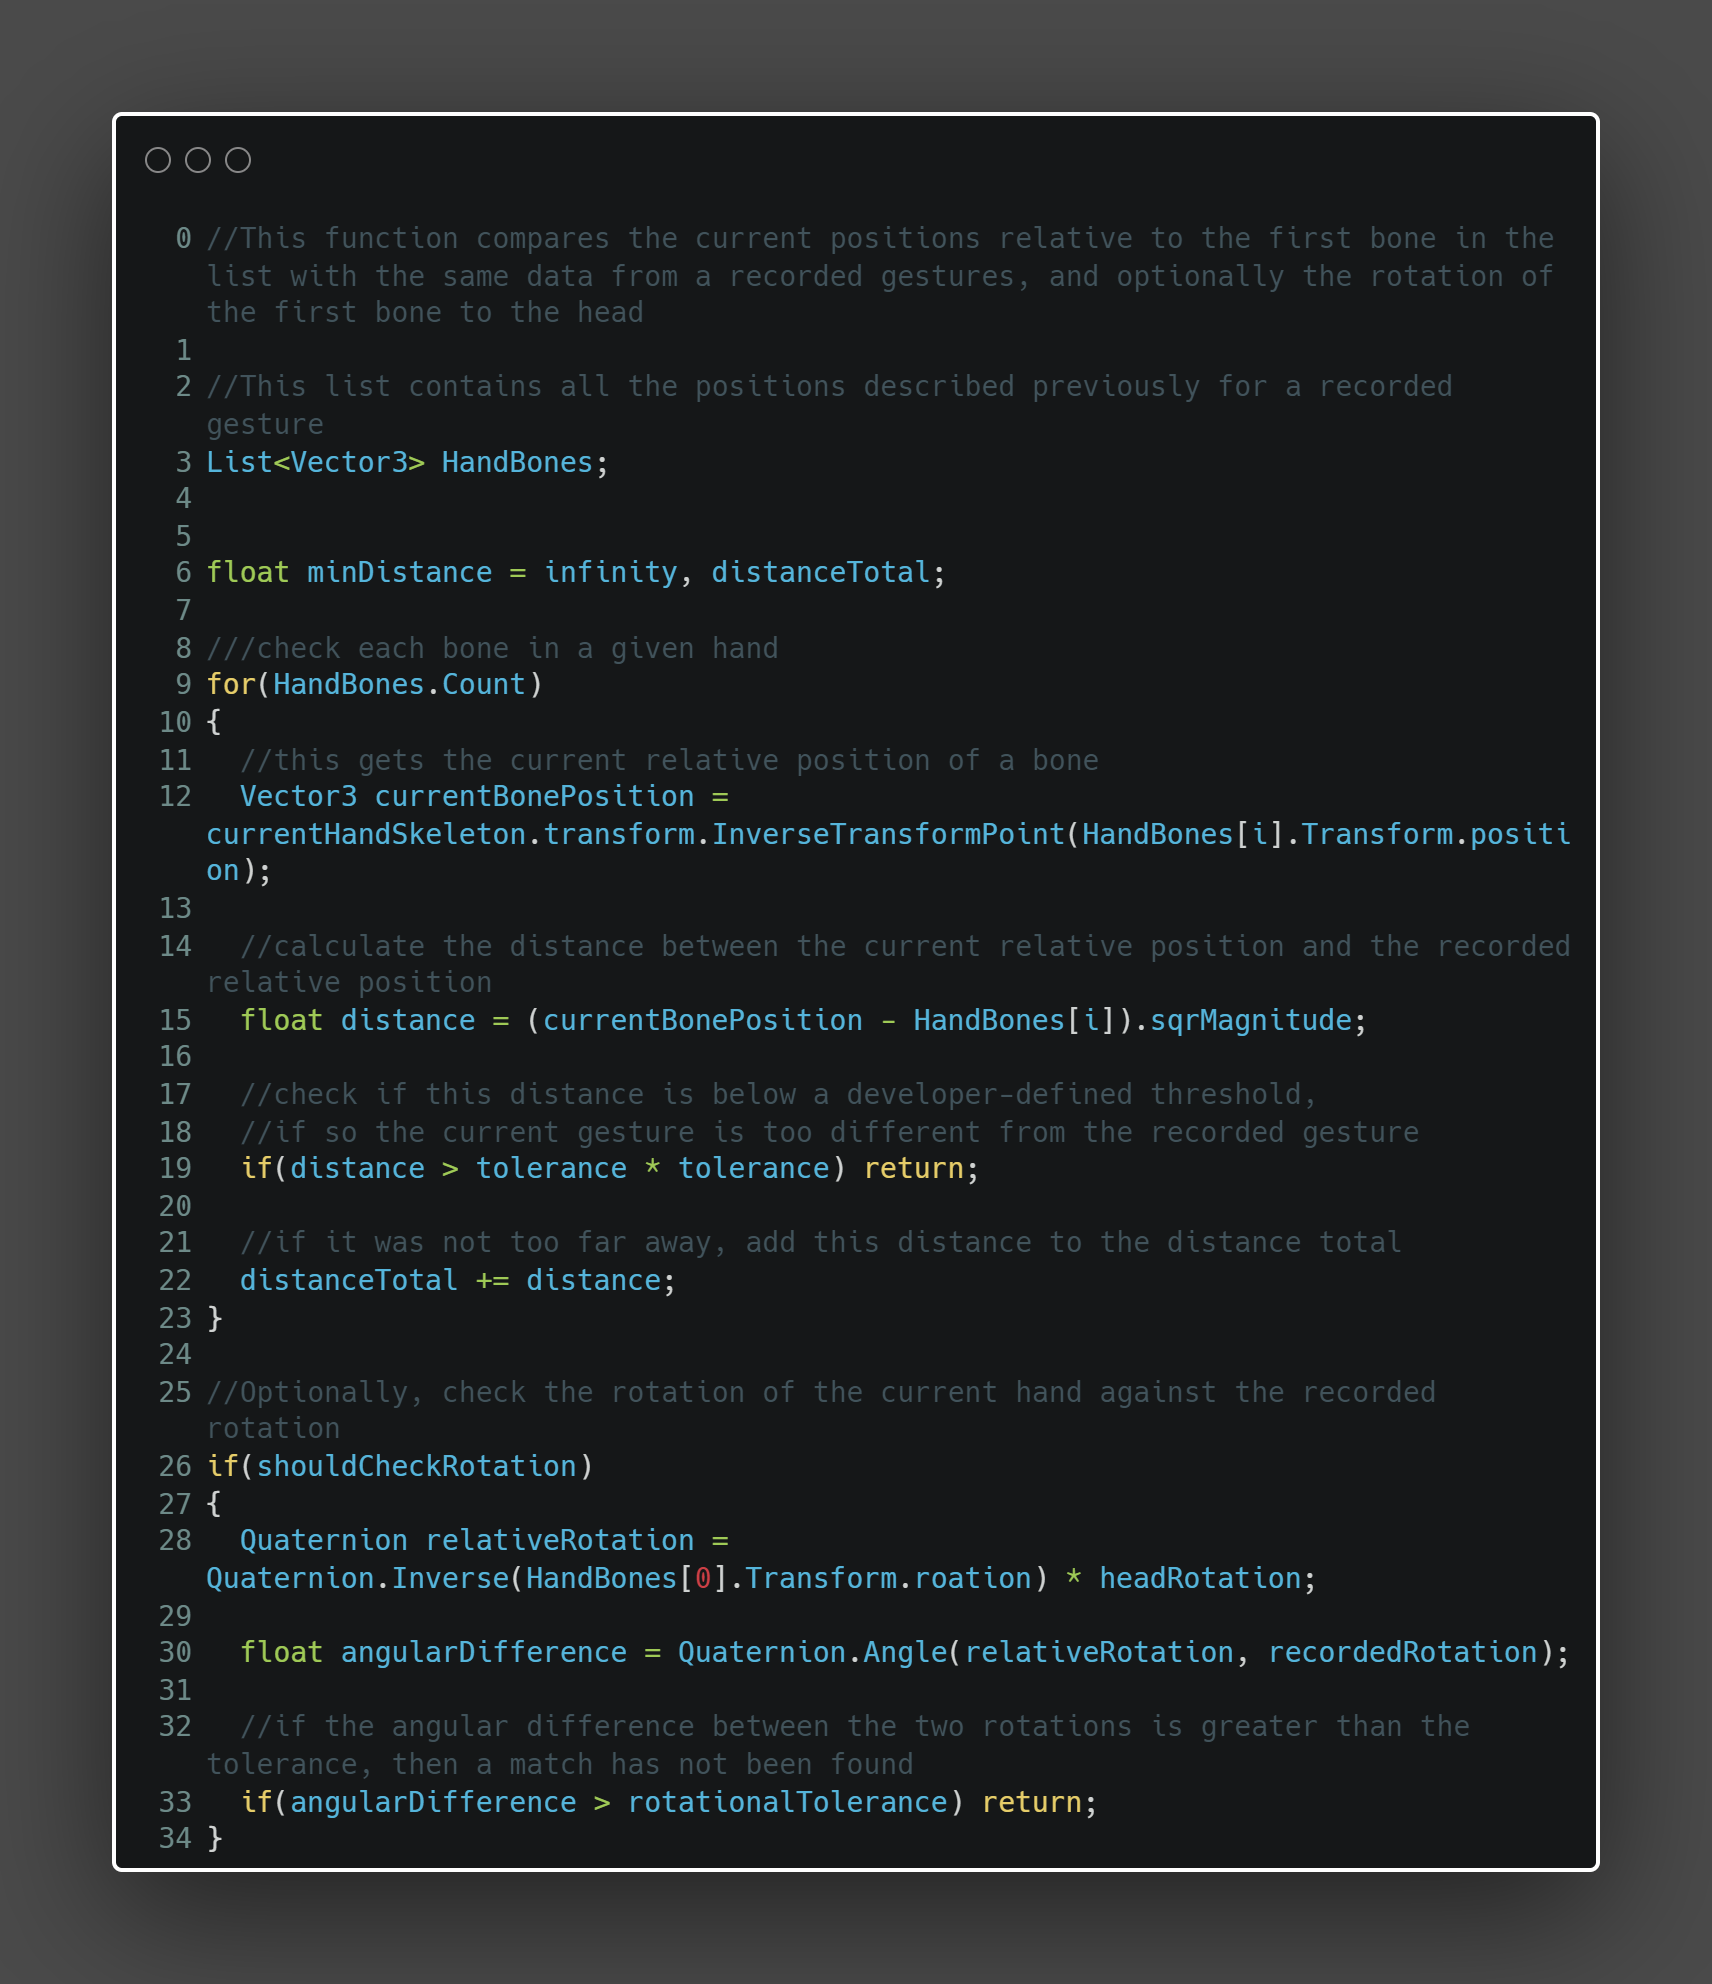 0 //This function compares the current positions relative to the first bone in the
list with the same data from a recorded gestures, and optionally the rotation of
the first bone to the head
1
2 //This list contains all the positions described previously for a recorded
gesture
3 List<Vector3> HandBones;
4
5
6 float minDistance = infinity, distanceTotal;
7
8 ///check each bone in a given hand
9 for(HandBones.Count)
10 {
11   //this gets the current relative position of a bone
12   Vector3 currentBonePosition =
currentHandSkeleton.transform.InverseTransformPoint(HandBones[i].Transform.positi
on);
13
14   //calculate the distance between the current relative position and the recorded
relative position
15   float distance = (currentBonePosition - HandBones[i]).sqrMagnitude;
16
17   //check if this distance is below a developer-defined threshold,
18   //if so the current gesture is too different from the recorded gesture
19   if(distance > tolerance * tolerance) return;
20
21   //if it was not too far away, add this distance to the distance total
22   distanceTotal += distance;
23 }
24
25 //Optionally, check the rotation of the current hand against the recorded
rotation
26 if(shouldCheckRotation)
27 {
28   Quaternion relativeRotation =
Quaternion.Inverse(HandBones[0].Transform.roation) * headRotation;
29
30   float angularDifference = Quaternion.Angle(relativeRotation, recordedRotation);
31
32   //if the angular difference between the two rotations is greater than the
tolerance, then a match has not been found
33   if(angularDifference > rotationalTolerance) return;
34 }